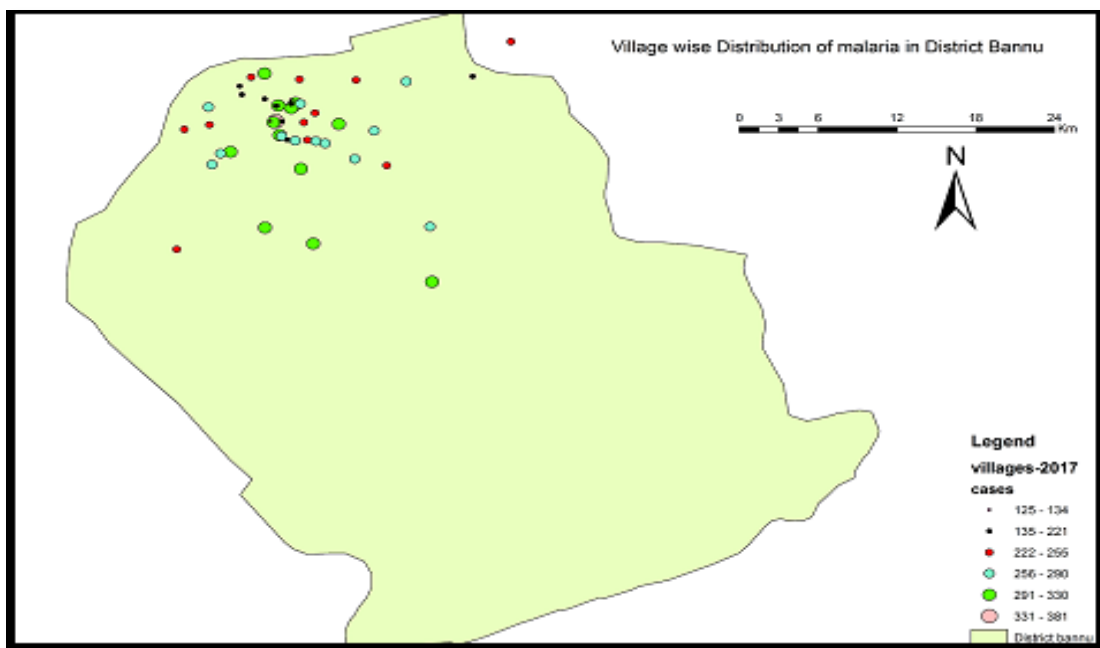 Village wise Distribution of malaria in District Bannu
0 3 6 12 18 24
Km
N
Legend
villages-2017
cases
125 - 134
135 - 221
222 - 255
256 - 290
291 - 330
331 - 381
District bannu